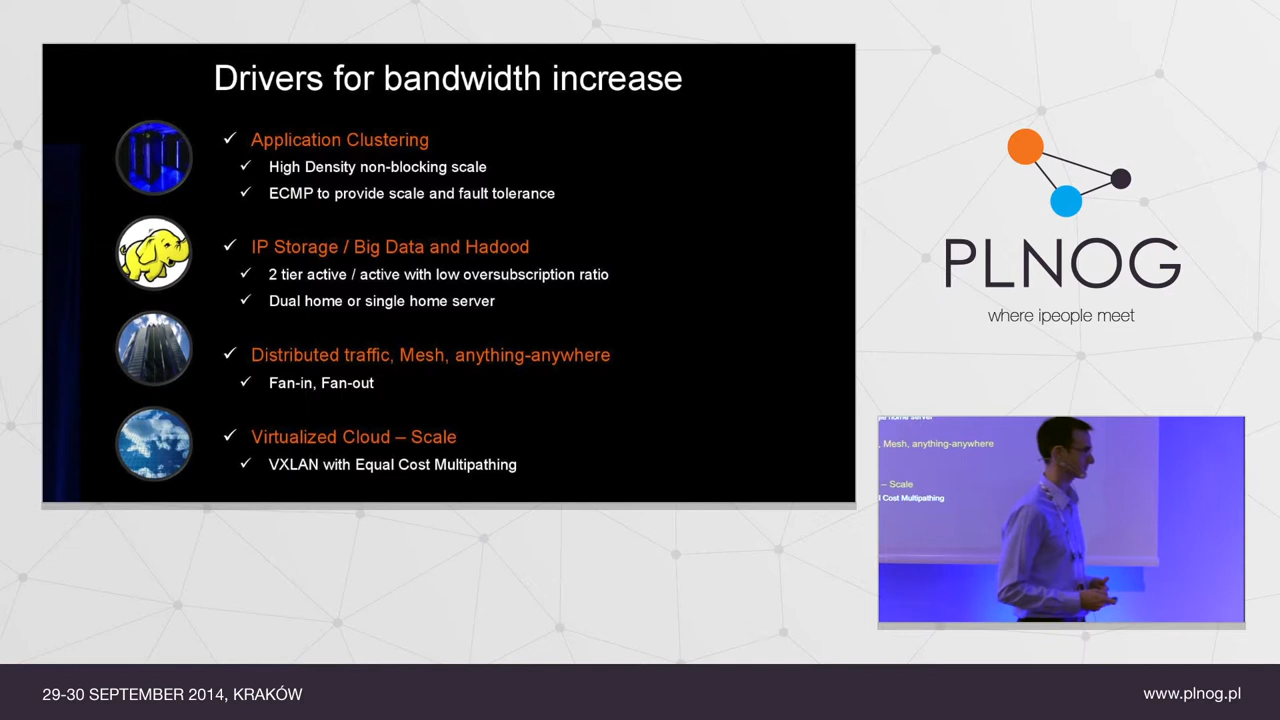 Drivers for bandwidth increase
Application Clustering
High Density non-blocking scale
ECMP to provide scale and fault tolerance
IP Storage / Big Data and Hadood
2 tier active / active with low oversubscription ratio
Dual home or single home server
Distributed traffic, Mesh, anything-anywhere
Fan-in, Fan-out
Virtualized Cloud – Scale
VXLAN with Equal Cost Multipathing
PLNOG
where ipeople meet
home server
, Mesh, anything-anywhere
– Scale
l Cost Multipathing
29-30 SEPTEMBER 2014, KRAKÓW
www.plnog.pl